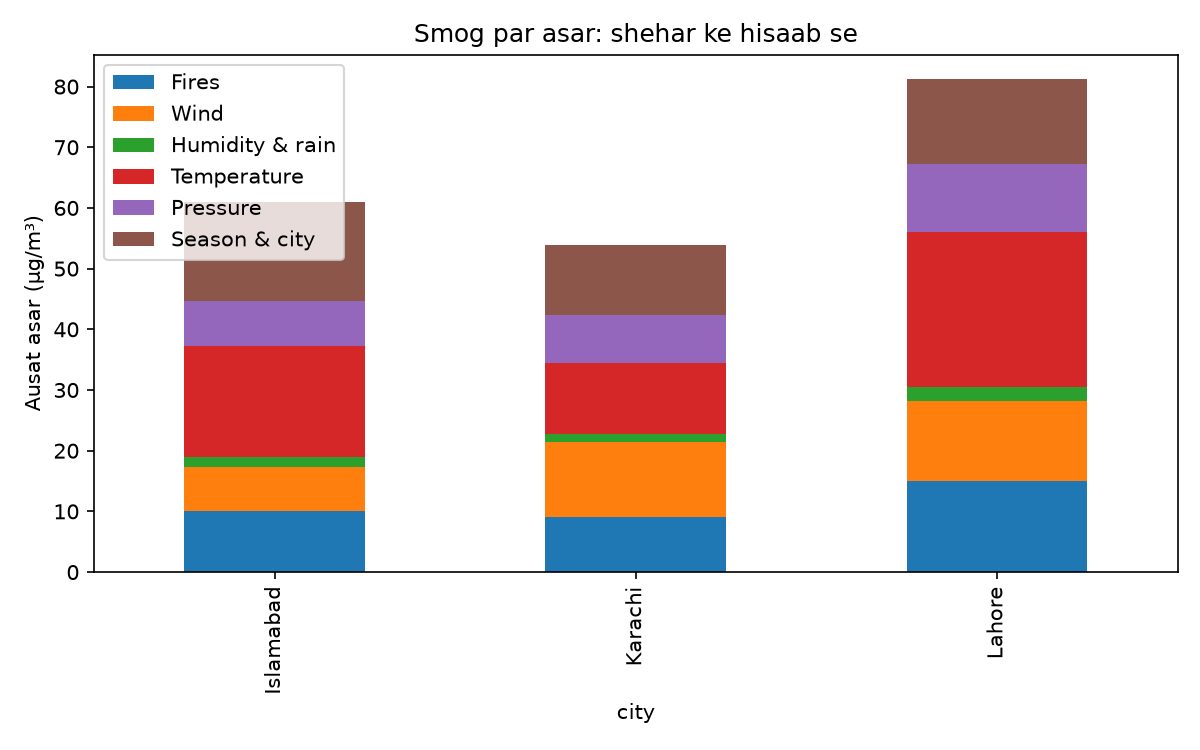 Smog par asar: shehar ke hisaab se
Fires
Wind
Humidity & rain
Temperature
Pressure
Season & city
Ausat asar (µg/m³)
80
70
60
50
40
30
20
10
0
Islamabad
Karachi
Lahore
city